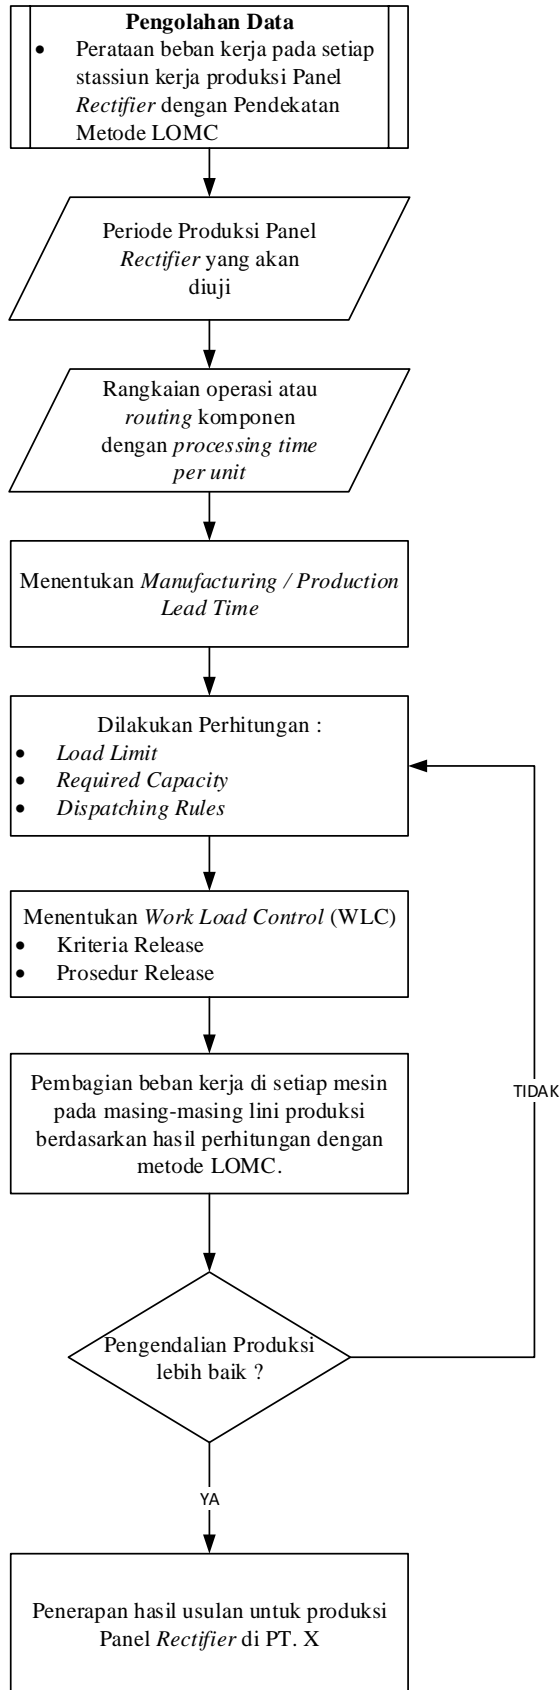 Pengolahan Data
• Perataan beban kerja pada setiap
stassiun kerja produksi Panel
Rectifier dengan Pendekatan
Metode LOMC
Periode Produksi Panel
Rectifier yang akan
diuji
Rangkaian operasi atau
routing komponen
dengan processing time
per unit
Menentukan Manufacturing / Production
Lead Time
Dilakukan Perhitungan :
• Load Limit
• Required Capacity
• Dispatching Rules
Menentukan Work Load Control (WLC)
• Kriteria Release
• Prosedur Release
Pembagian beban kerja di setiap mesin
pada masing-masing lini produksi
berdasarkan hasil perhitungan dengan
metode LOMC.
TIDAK
Pengendalian Produksi
lebih baik ?
YA
Penerapan hasil usulan untuk produksi
Panel Rectifier di PT. X